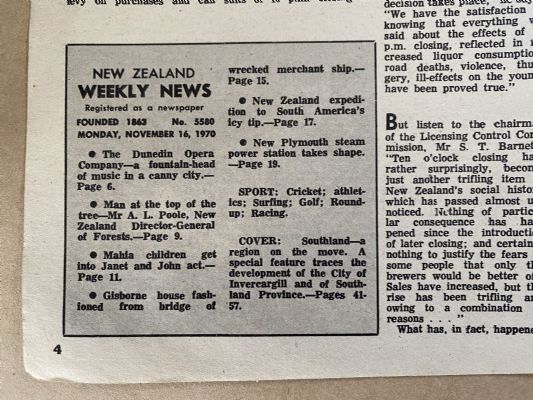 levy on purchases and can
NEW ZEALAND
WEEKLY NEWS
Registered as a newspaper
FOUNDED 1863 No. 5580
MONDAY, NOVEMBER 16, 1970
● The Dunedin Opera
Company—a fountain-head
of music in a canny city.—
Page 6.
● Man at the top of the
tree—Mr A. L. Poole, New
Zealand Director-General
of Forests.—Page 9.
● Mahia children get
into Janet and John act.—
Page 11.
● Gisborne house fash-
ioned from bridge of
wrecked merchant ship.—
Page 15.
● New Zealand expedi-
tion to South America's
icy tip.—Page 17.
● New Plymouth steam
power station takes shape.
—Page 19.
SPORT: Cricket; athlet-
ics; Surfing; Golf; Round-
up; Racing.
COVER: Southland—a
region on the move. A
special feature traces the
development of the City of
Invercargill and of South-
land Province.—Pages 41-
57.
4
decision takes place,
"We have the satisfaction
knowing that everything
said about the effects of
p.m. closing, reflected in
creased liquor consumptio
road deaths, violence, thu
gery, ill-effects on the youn
have been proved true."
But listen to the chairm
of the Licensing Control Con
mission, Mr S. T. Barnet
"Ten o'clock closing ha
rather surprisingly, becom
just another trifling item
New Zealand's social histo
which has passed almost u
noticed. Nothing of partic
lar consequence has ha
pened since the introducti
of later closing; and certain
nothing to justify the fears
some people that only t
brewers would be better o
Sales have increased, but t
rise has been trifling a
owing to a combination
reasons . . ."
What has, in fact, happene